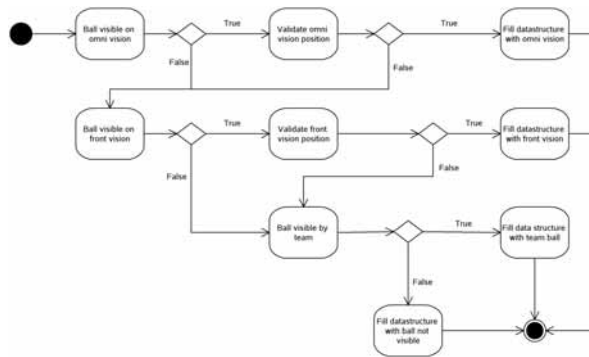 Ball visible on
omni vision
True
Validate omni
vision position
True
Fill datastructure
with omni vision
False
False
Ball visible on
front vision
True
Validate front
vision position
True
Fill datastructure
with front vision
False
False
Ball visible by
team
True
Fill data structure
with team ball
False
Fill datastructure
with ball not
visible